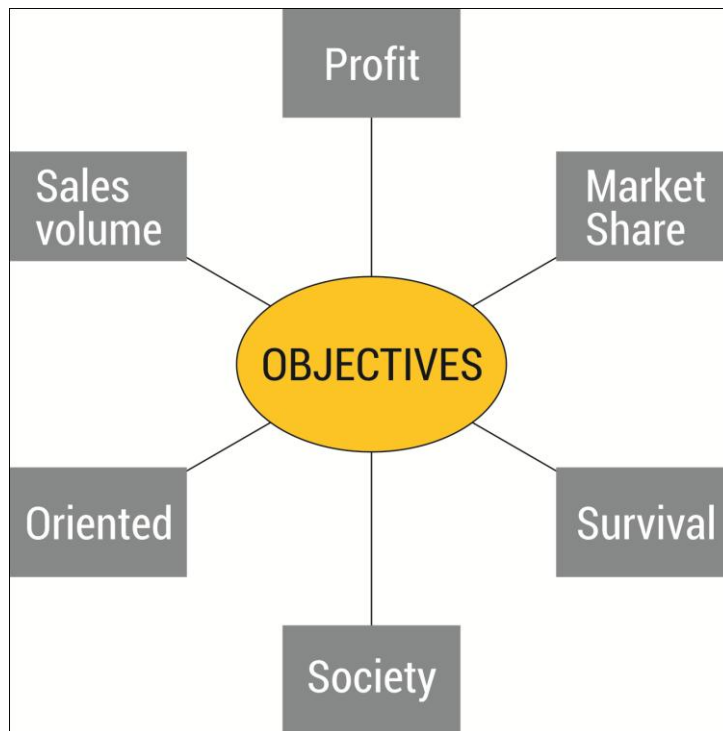 Profit
Sales
volume
Market
Share
OBJECTIVES
Oriented
Survival
Society